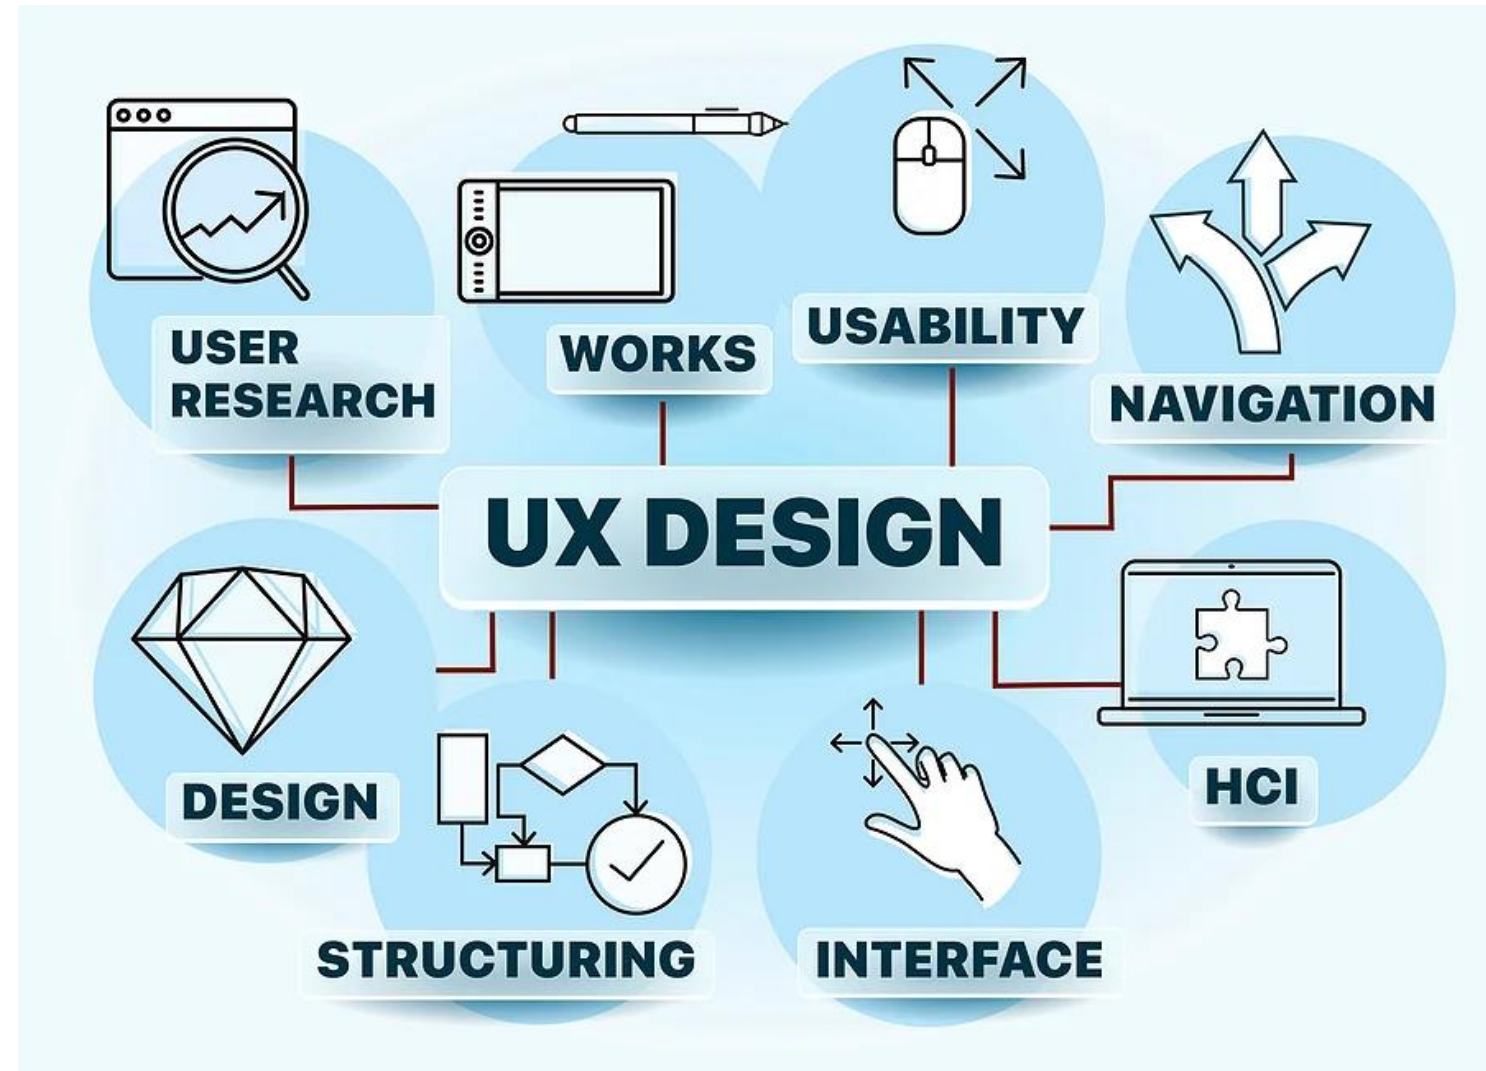 USER
RESEARCH
WORKS
USABILITY
NAVIGATION
UX DESIGN
DESIGN
HCI
STRUCTURING
INTERFACE